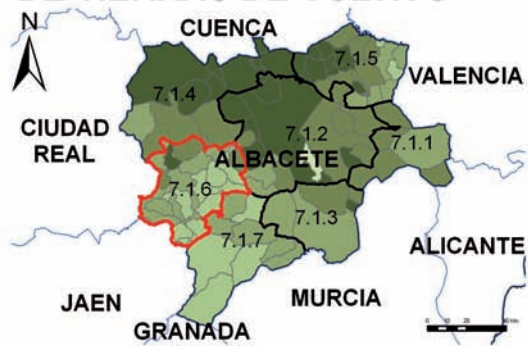 N
CUENCA
7.1.5
VALENCIA
7.1.4
CIUDAD
REAL
7.1.2
7.1.1
ALBACETE
7.1.6
7.1.3
7.1.7
ALICANTE
JAEN
MURCIA
GRANADA